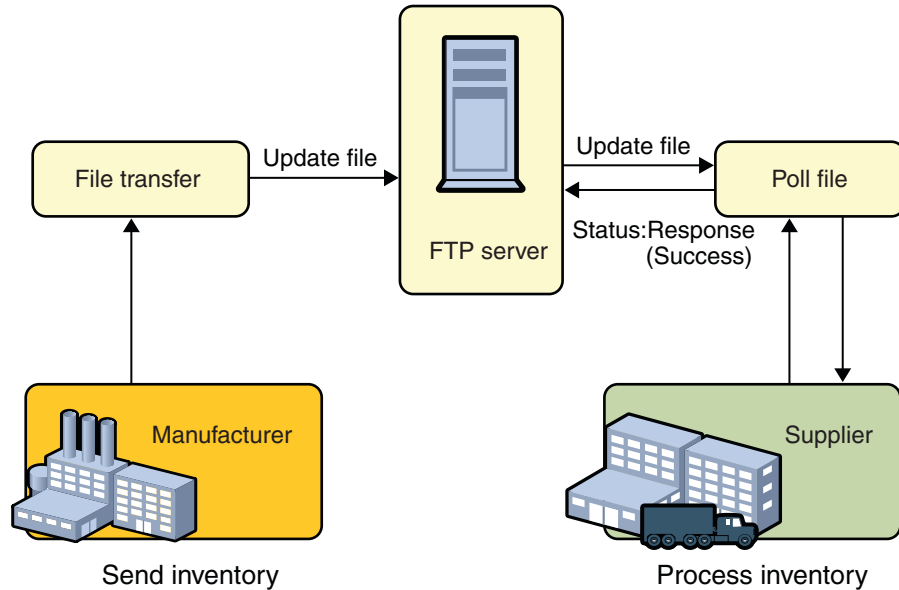 File transfer
Update file
FTP server
Update file
Status:Response
(Success)
Poll file
Manufacturer
Supplier
Send inventory
Process inventory